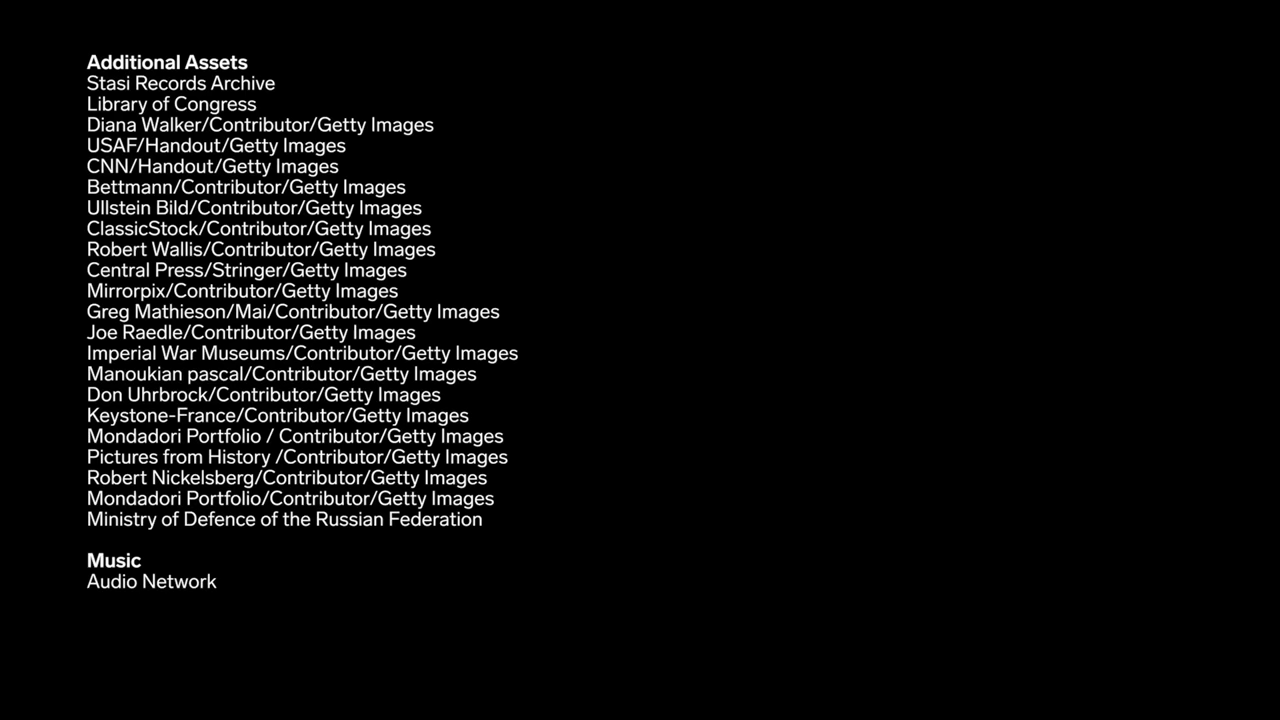 Additional Assets
Stasi Records Archive
Library of Congress
Diana Walker/Contributor/Getty Images
USAF/Handout/Getty Images
CNN/Handout/Getty Images
Bettmann/Contributor/Getty Images
Ullstein Bild/Contributor/Getty Images
ClassicStock/Contributor/Getty Images
Robert Wallis/Contributor/Getty Images
Central Press/Stringer/Getty Images
Mirrorpix/Contributor/Getty Images
Greg Mathieson/Mai/Contributor/Getty Images
Joe Raedle/Contributor/Getty Images
Imperial War Museums/Contributor/Getty Images
Manoukian pascal/Contributor/Getty Images
Don Uhrbrock/Contributor/Getty Images
Keystone-France/Contributor/Getty Images
Mondadori Portfolio / Contributor/Getty Images
Pictures from History /Contributor/Getty Images
Robert Nickelsberg/Contributor/Getty Images
Mondadori Portfolio/Contributor/Getty Images
Ministry of Defence of the Russian Federation
Music
Audio Network